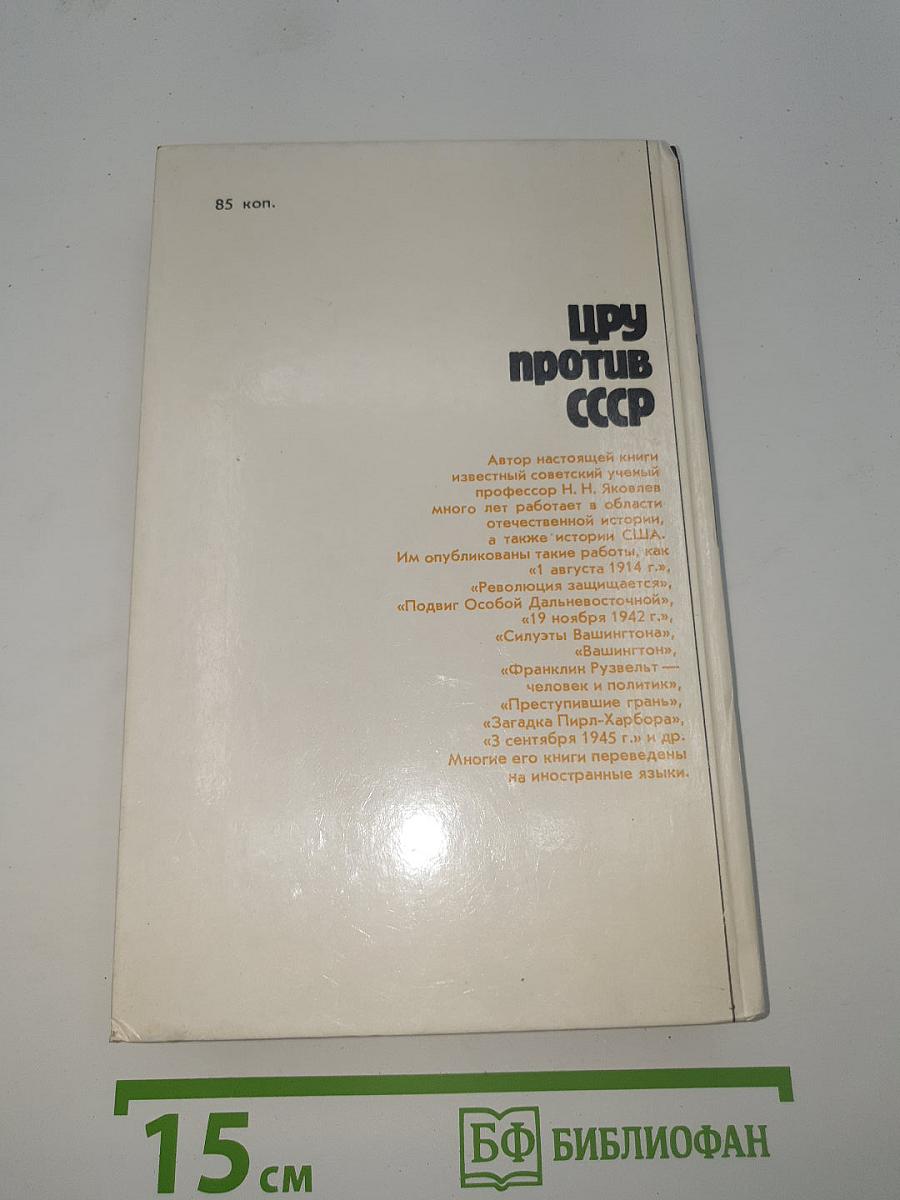 85 коп.
ЦРУ
против
СССР
Автор настоящей книги
известный советский ученый
профессор Н. Н. Яковлев
много лет работает в области
отечественной истории,
а также истории США.
Им опубликованы такие работы, как
«1 августа 1914 г.»,
«Революция защищается»,
«Подвиг Особой Дальневосточной»,
«19 ноября 1942 г.»,
«Силуэты Вашингтона»,
«Вашингтон»,
«Франклин Рузвельт —
человек и политик»,
«Преступившие грань»,
«Загадка Пирл-Харбора»,
«3 сентября 1945 г.» и др.
Многие его книги переведены
на иностранные языки.
15 см
БФ БИБЛИОФАН